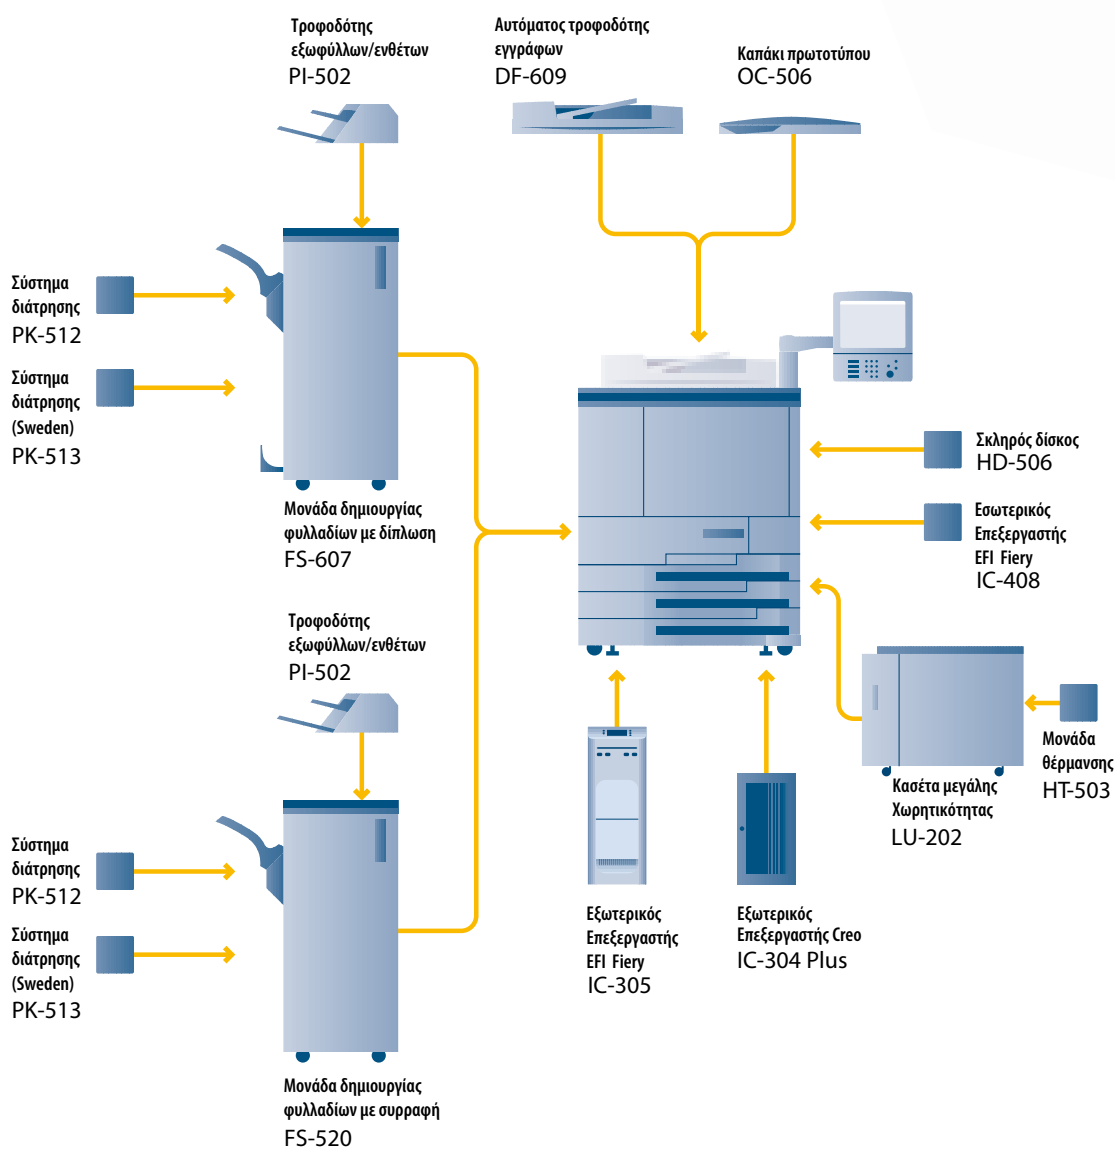 Τροφοδότης
εξωφύλλων/ενθέτων
PI-502
Αυτόματος τροφοδότης
εγγράφων
DF-609
Καπάκι πρωτοτύπου
OC-506
Σύστημα
διάτρησης
PK-512
Σύστημα
διάτρησης
(Sweden)
PK-513
Μονάδα δημιουργίας
φυλλαδίων με δίπλωση
FS-607
Σκληρός δίσκος
HD-506
Εσωτερικός
Επεξεργαστής
EFI Fiery
IC-408
Τροφοδότης
εξωφύλλων/ενθέτων
PI-502
Μονάδα
θέρμανσης
HT-503
Κασέτα μεγάλης
Χωρητικότητας
LU-202
Σύστημα
διάτρησης
PK-512
Σύστημα
διάτρησης
(Sweden)
PK-513
Εξωτερικός
Επεξεργαστής
EFI Fiery
IC-305
Εξωτερικός
Επεξεργαστής Creo
IC-304 Plus
Μονάδα δημιουργίας
φυλλαδίων με συρραφή
FS-520